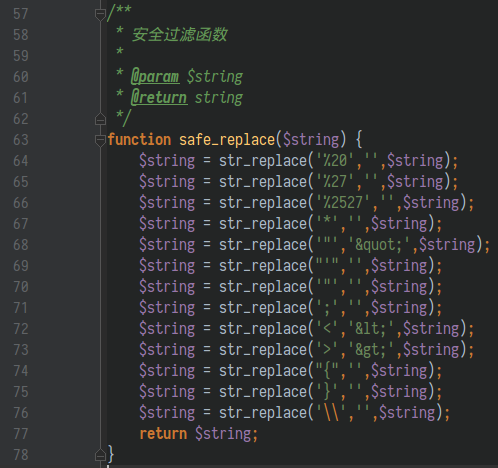 57 /**
58 * 安全过滤函数
59 *
60 * @param $string
61 * @return string
62 */
63 function safe_replace($string) {
64 $string = str_replace('%20','',$string);
65 $string = str_replace('%27','',$string);
66 $string = str_replace('%2527','',$string);
67 $string = str_replace('*','',$string);
68 $string = str_replace('"','&quot;',$string);
69 $string = str_replace("'",'',$string);
70 $string = str_replace('"','',$string);
71 $string = str_replace(';','',$string);
72 $string = str_replace('<','&lt;',$string);
73 $string = str_replace('>','&gt;',$string);
74 $string = str_replace("{",'',$string);
75 $string = str_replace('}','',$string);
76 $string = str_replace('\\','',$string);
77 return $string;
78 }